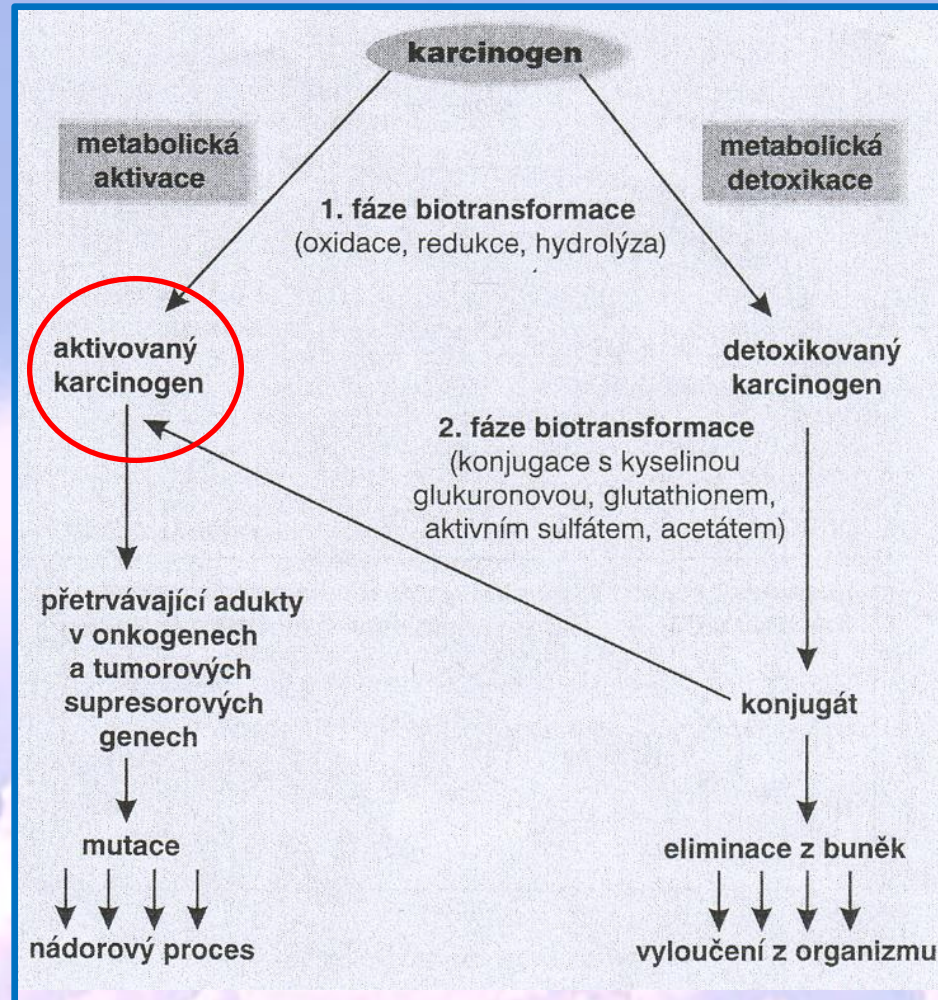 karcinogen
metabolická
aktivace
metabolická
detoxikace
1. fáze biotransformace
(oxidace, redukce, hydrolýza)
aktivovaný
karcinogen
detoxikovaný
karcinogen
2. fáze biotransformace
(konjugace s kyselinou
glukuronovou, glutathionem,
aktivním sulfátem, acetátem)
přetrvávající adukty
v onkogenech
a tumorových
supresorových
genech
konjugát
mutace
eliminace z buněk
nádorový proces
vyloučení z organizmu